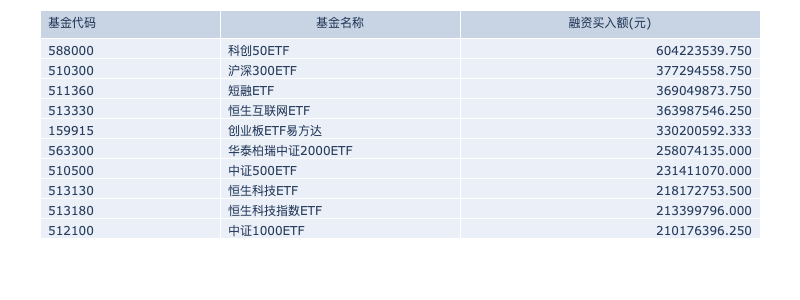 基金代码 基金名称 融资买入额(元)
588000 科创50ETF 604223539.750
510300 沪深300ETF 377294558.750
511360 短融ETF 369049873.750
513330 恒生互联网ETF 363987546.250
159915 创业板ETF易方达 330200592.333
563300 华泰柏瑞中证2000ETF 258074135.000
510500 中证500ETF 231411070.000
513130 恒生科技ETF 218172753.500
513180 恒生科技指数ETF 213399796.000
512100 中证1000ETF 210176396.250